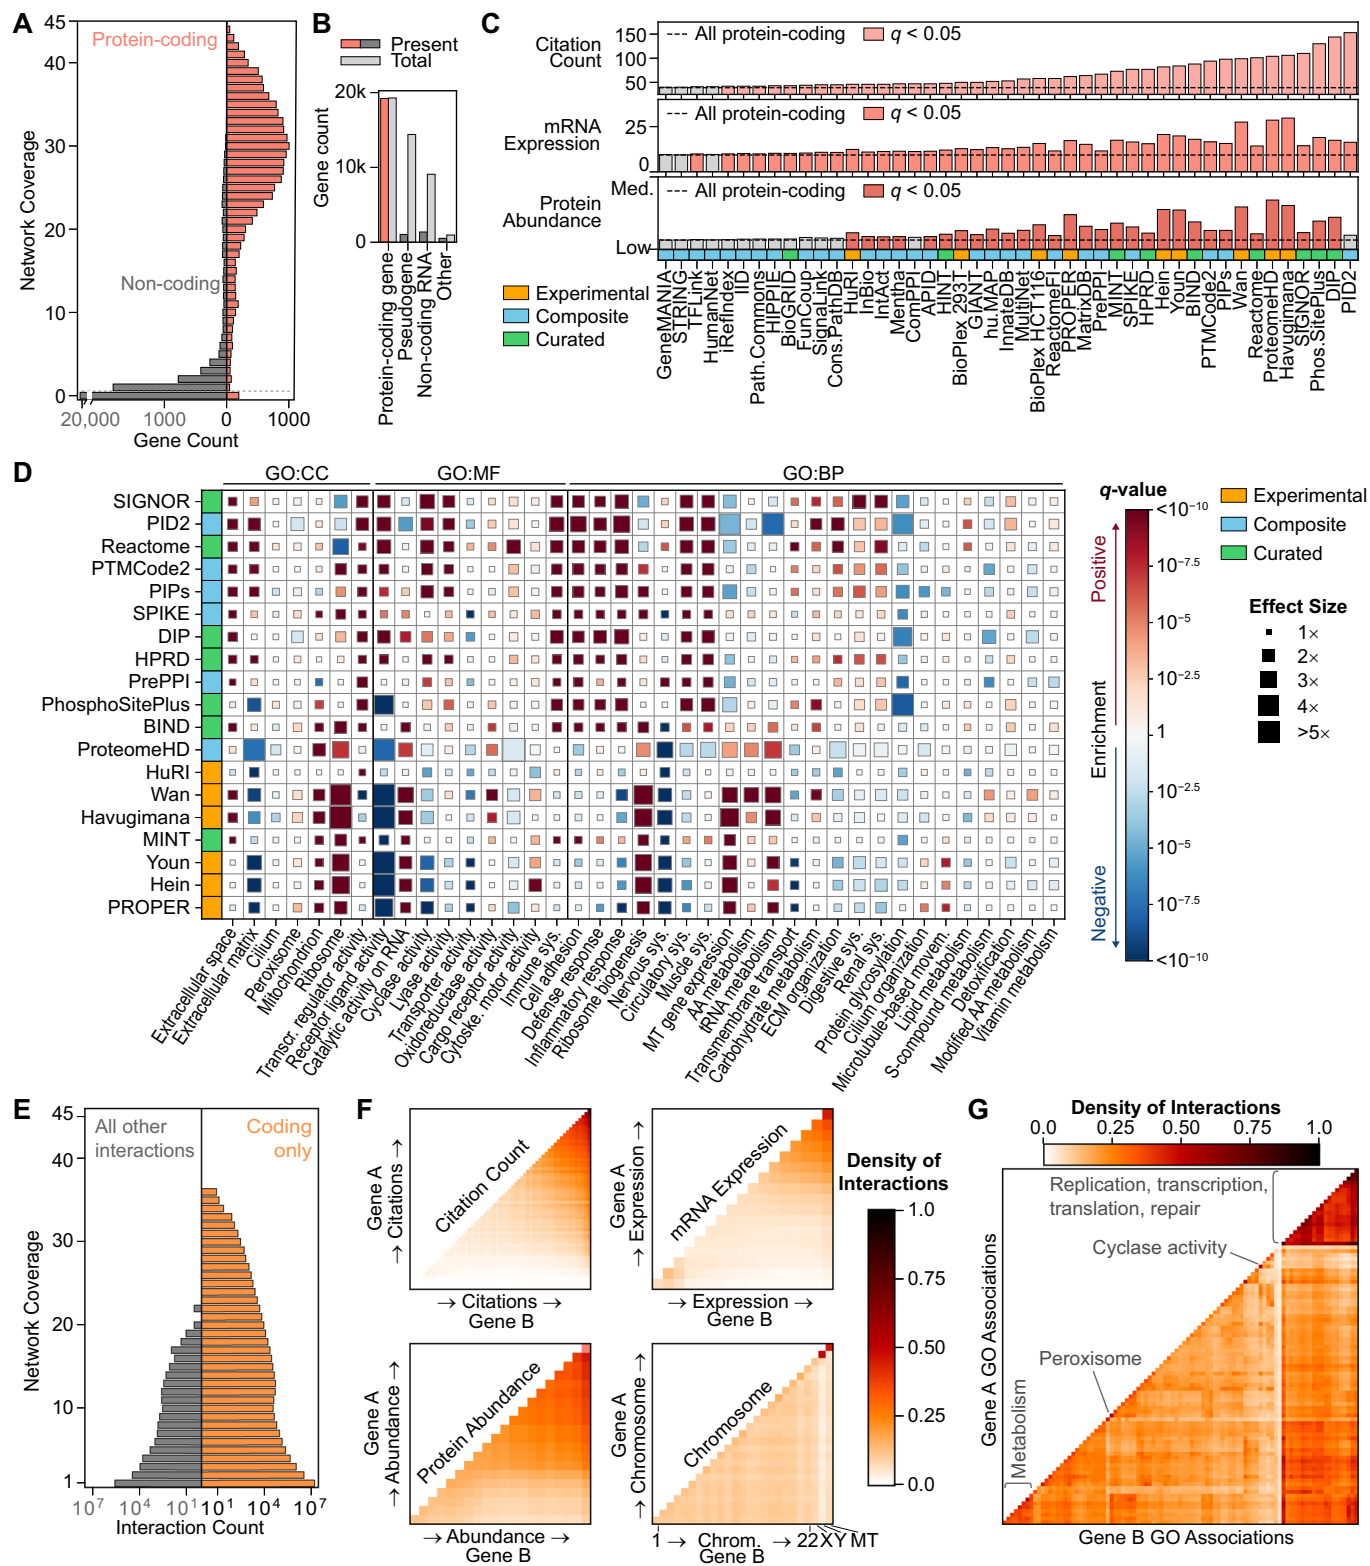 A
Protein-coding
Non-coding
Network Coverage
45
40
30
20
10
0
20,000
1000
0
1000
Gene Count
B
Present
Total
Gene count
20k
10k
0
Protein-coding gene
Pseudogene
Non-coding RNA
Other
C
Citation
Count
150
100
50
All protein-coding
q < 0.05
mRNA
Expression
25
0
All protein-coding
q < 0.05
Protein
Abundance
Med.
Low
All protein-coding
q < 0.05
Experimental
Composite
Curated
GeneMANIA
STRING
TFLink
HumanNet
iRefIndex
IID
Path.Commons
HIPPIE
BioGRID
FunCoup
SignaLink
Cons.PathDB
HuRI
InBio
IntAct
Mentha
ComPPI
APID
HINT
BioPlex 293T
GIANT
hu.MAP
InnateDB
MultiNet
BioPlex HCT116
ReactomeFI
PROPER
MatrixDB
PrePPI
MINT
SPIKE
HPRD
Hein
Youn
BIND
PTMCode2
PIPs
Wan
Reactome
ProteomeHD
Havugimana
SIGNOR
Phos.SitePlus
DIP
PID2
D
GO:CC
GO:MF
GO:BP
SIGNOR
PID2
Reactome
PTMCode2
PIPs
SPIKE
DIP
HPRD
PrePPI
PhosphoSitePlus
BIND
ProteomeHD
HuRI
Wan
Havugimana
MINT
Youn
Hein
PROPER
Extracellular space
Extracellular matrix
Cilium
Peroxisome
Mitochondrion
Ribosome
Transcr. regulator activity
Receptor ligand activity
Catalytic activity on RNA
Cyclase activity
Lyase activity
Transporter activity
Oxidoreductase activity
Cargo receptor activity
Cytoske. motor activity
Immune sys.
Cell adhesion
Defense response
Inflammatory response
Ribosome biogenesis
Nervous sys.
Circulatory sys.
Muscle sys.
MT gene expression
AA metabolism
tRNA metabolism
Transmembrane transport
Carbohydrate metabolism
ECM organization
Digestive sys.
Renal sys.
Protein glycosylation
Cilium organization
Microtubule-based movem.
Lipid metabolism
S-compound metabolism
Detoxification
Modified AA metabolism
Vitamin metabolism
q-value
Positive
Enrichment
Negative
<10⁻¹⁰
10⁻⁷·⁵
10⁻⁵
10⁻²·⁵
1
10⁻²·⁵
10⁻⁵
10⁻⁷·⁵
<10⁻¹⁰
Experimental
Composite
Curated
Effect Size
1×
2×
3×
4×
>5×
E
All other
interactions
Coding
only
Network Coverage
45
40
30
20
10
1
10⁷
10⁴
10¹
10¹
10⁴
10⁷
Interaction Count
F
Citation Count
Gene A
→ Citations →
→ Citations →
Gene B
mRNA Expression
Gene A
→ Expression →
→ Expression →
Gene B
Protein Abundance
Gene A
→ Abundance →
→ Abundance →
Gene B
Chromosome
Gene A
→ Chromosome →
1 → Chrom. → 22 X Y MT
Gene B
Density of
Interactions
1.0
0.75
0.50
0.25
0.0
G
Density of Interactions
0.0
0.25
0.50
0.75
1.0
Replication, transcription,
translation, repair
Cyclase activity
Peroxisome
Metabolism
Gene A GO Associations
Gene B GO Associations